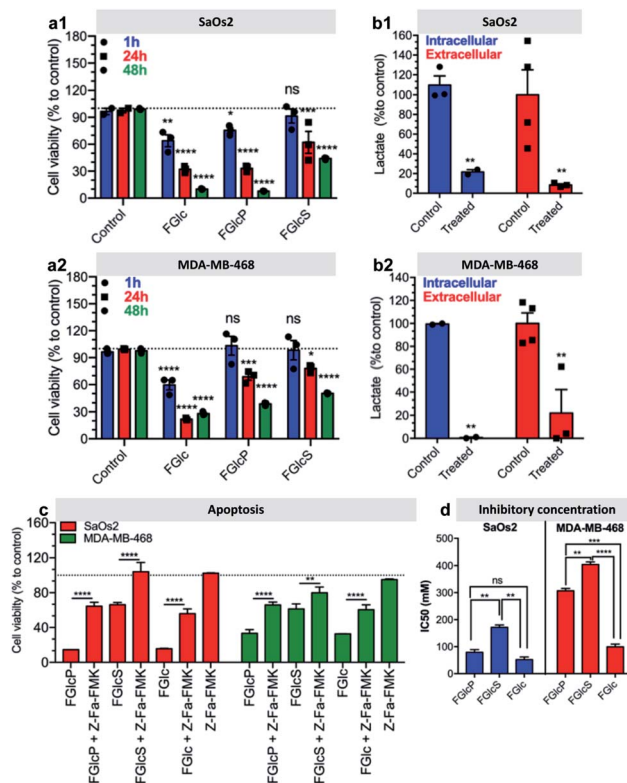 a1
SaOs2
1h
24h
48h
Cell viabilty (% to control)
180
150
120
90
60
30
0
ns
**
****
****
*
****
****
***
****
Control
FGlc
FGlcP
FGlcS
b1
SaOs2
Intracellular
Extracellular
Lactate (%to control)
160
140
120
100
80
60
40
20
0
**
**
Control
Treated
Control
Treated
a2
MDA-MB-468
1h
24h
48h
Cell viability (% to control)
180
150
120
90
60
30
0
ns
ns
****
****
****
***
****
*
****
Control
FGlc
FGlcP
FGlcS
b2
MDA-MB-468
Intracellular
Extracellular
Lactate (%to control)
140
120
100
80
60
40
20
0
**
**
Control
Treated
Control
Treated
c
Apoptosis
SaOs2
MDA-MB-468
Cell viability (% to control)
160
120
80
40
0
****
****
****
****
**
****
FGlcP
FGlcP + Z-Fa-FMK
FGlcS
FGlcS + Z-Fa-FMK
FGlc
FGlc + Z-Fa-FMK
Z-Fa-FMK
FGlcP
FGlcP + Z-Fa-FMK
FGlcS
FGlcS + Z-Fa-FMK
FGlc
FGlc + Z-Fa-FMK
Z-Fa-FMK
d
Inhibitory concentration
SaOs2
MDA-MB-468
IC50 (mM)
500
400
300
200
100
0
ns
**
**
***
**
****
FGlcP
FGlcS
FGlc
FGlcP
FGlcS
FGlc